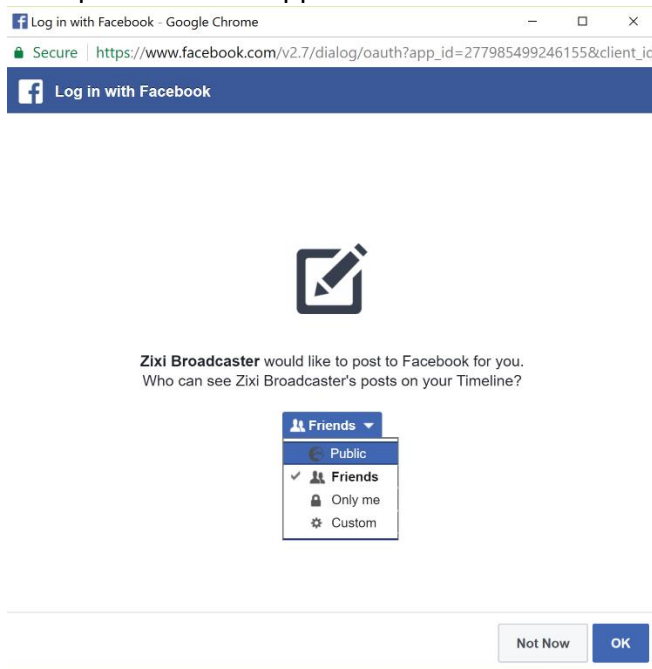 Log in with Facebook - Google Chrome
Secure | https://www.facebook.com/v2.7/dialog/oauth?app_id=277985499246155&client_id
Log in with Facebook
Zixi Broadcaster would like to post to Facebook for you.
Who can see Zixi Broadcaster's posts on your Timeline?
Friends
Public
Friends
Only me
Custom
Not Now OK